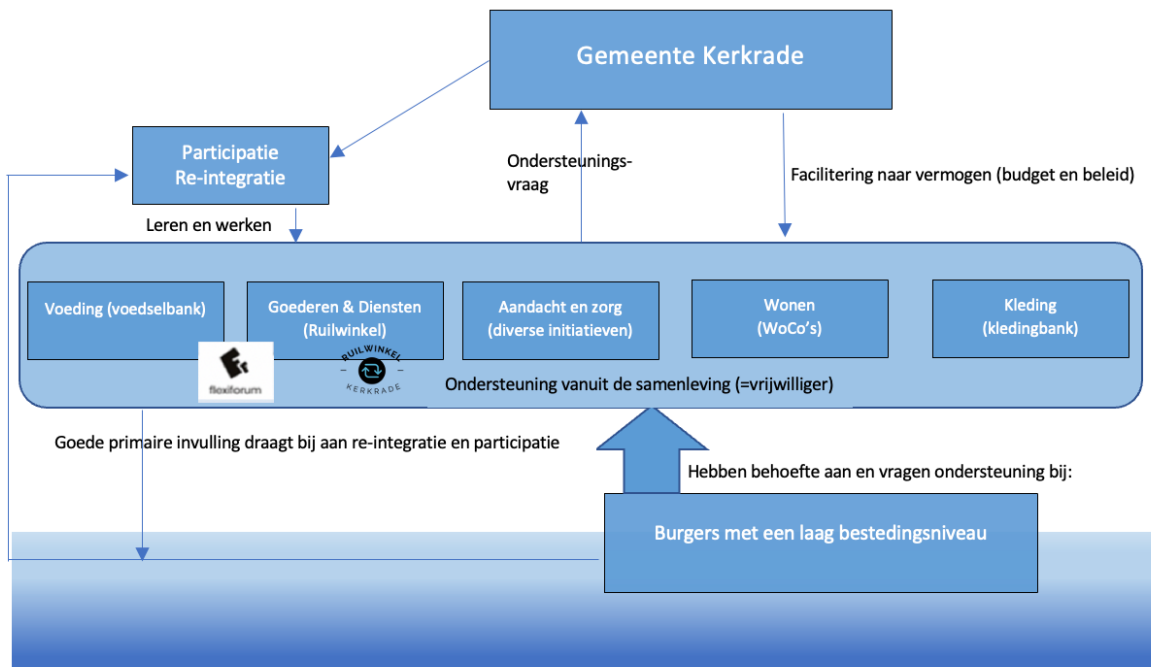 Gemeente Kerkrade
Participatie
Re-integratie
Ondersteunings-
vraag
Facilitering naar vermogen (budget en beleid)
Leren en werken
Voeding (voedselbank)
Goederen & Diensten
(Ruilwinkel)
Aandacht en zorg
(diverse initiatieven)
Wonen
(WoCo's)
Kleding
(kledingbank)
flexiforum
RUILWINKEL
KERKRADE
Ondersteuning vanuit de samenleving (=vrijwilliger)
Goede primaire invulling draagt bij aan re-integratie en participatie
Hebben behoefte aan en vragen ondersteuning bij:
Burgers met een laag bestedingsniveau